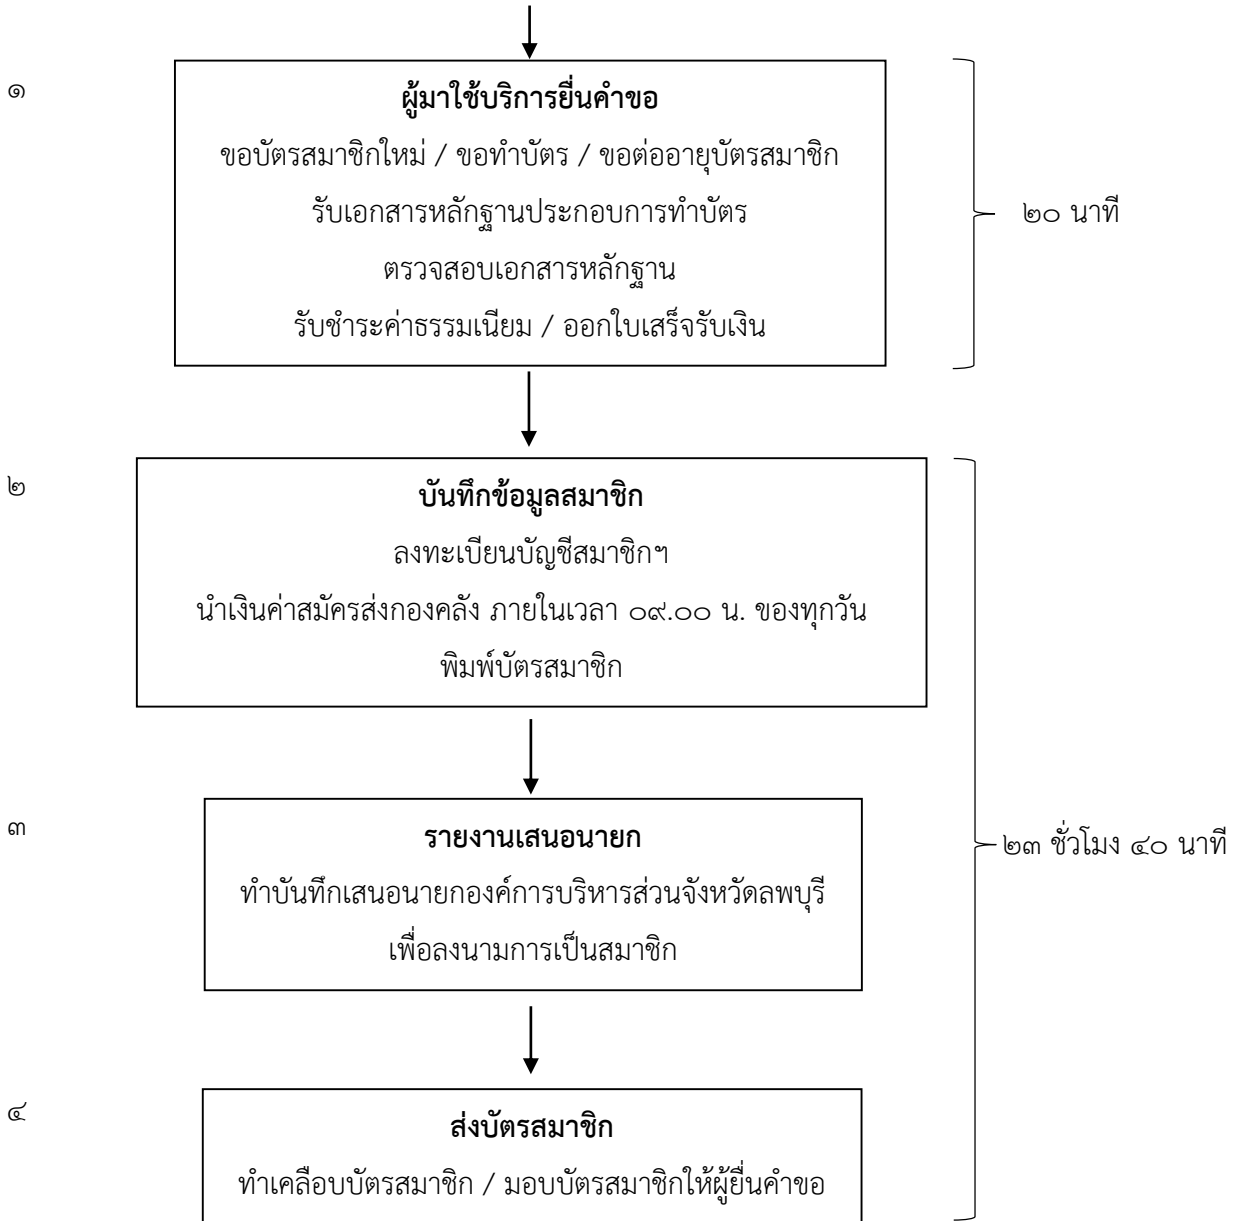 ๑
ผู้มาใช้บริการยื่นคำขอ
ขอบัตรสมาชิกใหม่ / ขอทำบัตร / ขอต่ออายุบัตรสมาชิก
รับเอกสารหลักฐานประกอบการทำบัตร
ตรวจสอบเอกสารหลักฐาน
รับชำระค่าธรรมเนียม / ออกใบเสร็จรับเงิน
๒๐ นาที
๒
บันทึกข้อมูลสมาชิก
ลงทะเบียนบัญชีสมาชิกฯ
นำเงินค่าสมัครส่งกองคลัง ภายในเวลา ๐๙.๐๐ น. ของทุกวัน
พิมพ์บัตรสมาชิก
๓
รายงานเสนอนายก
ทำบันทึกเสนอนายกองค์การบริหารส่วนจังหวัดลพบุรี
เพื่อลงนามการเป็นสมาชิก
๒๓ ชั่วโมง ๔๐ นาที
๔
ส่งบัตรสมาชิก
ทำเคลือบบัตรสมาชิก / มอบบัตรสมาชิกให้ผู้ยื่นคำขอ